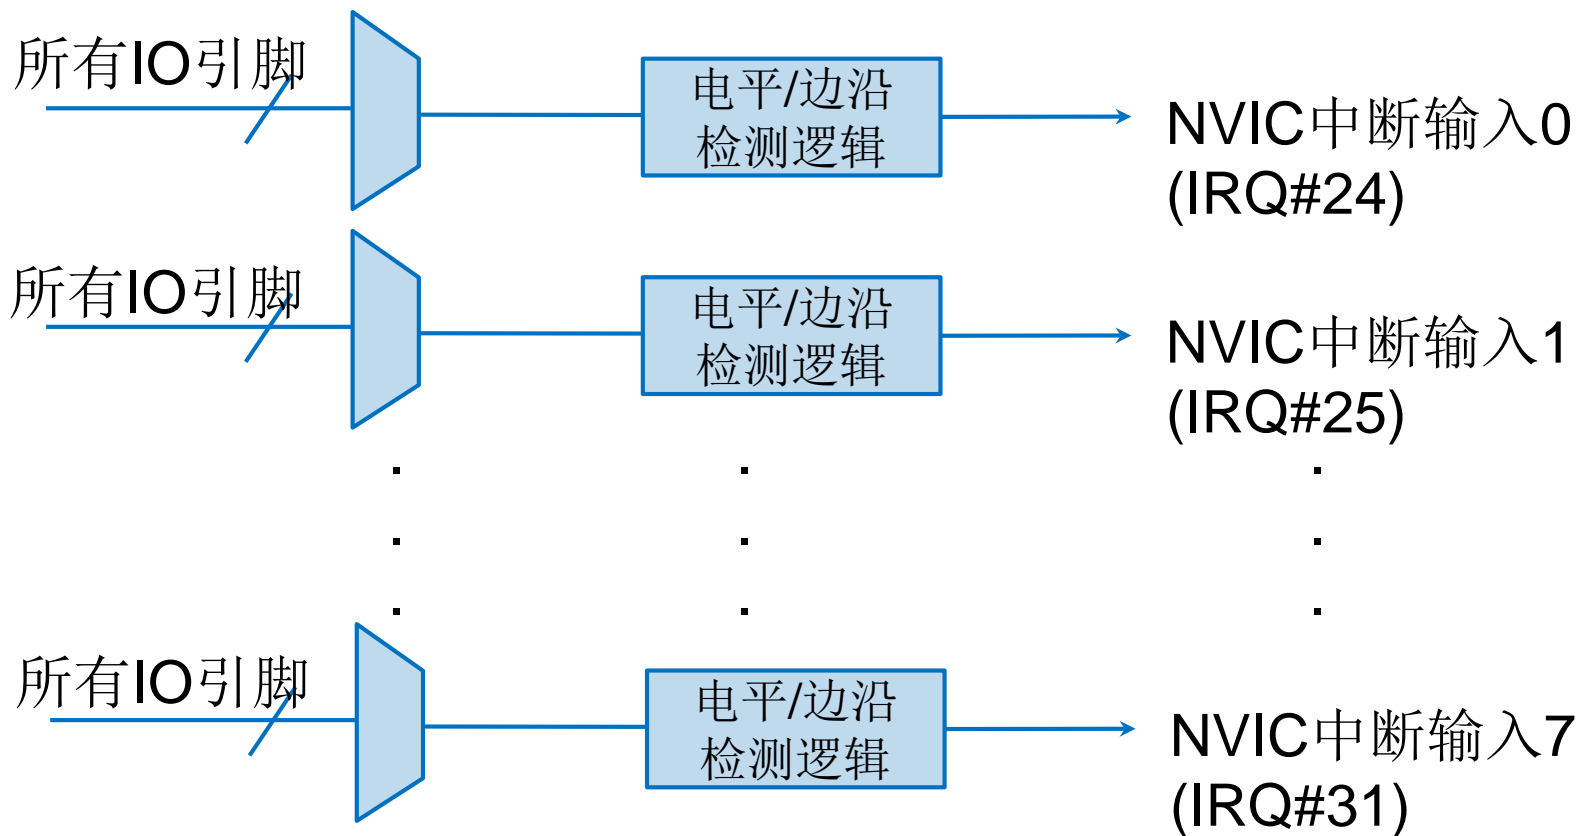 所有IO引脚
电平/边沿
检测逻辑
NVIC中断输入0
(IRQ#24)
所有IO引脚
电平/边沿
检测逻辑
NVIC中断输入1
(IRQ#25)
所有IO引脚
电平/边沿
检测逻辑
NVIC中断输入7
(IRQ#31)